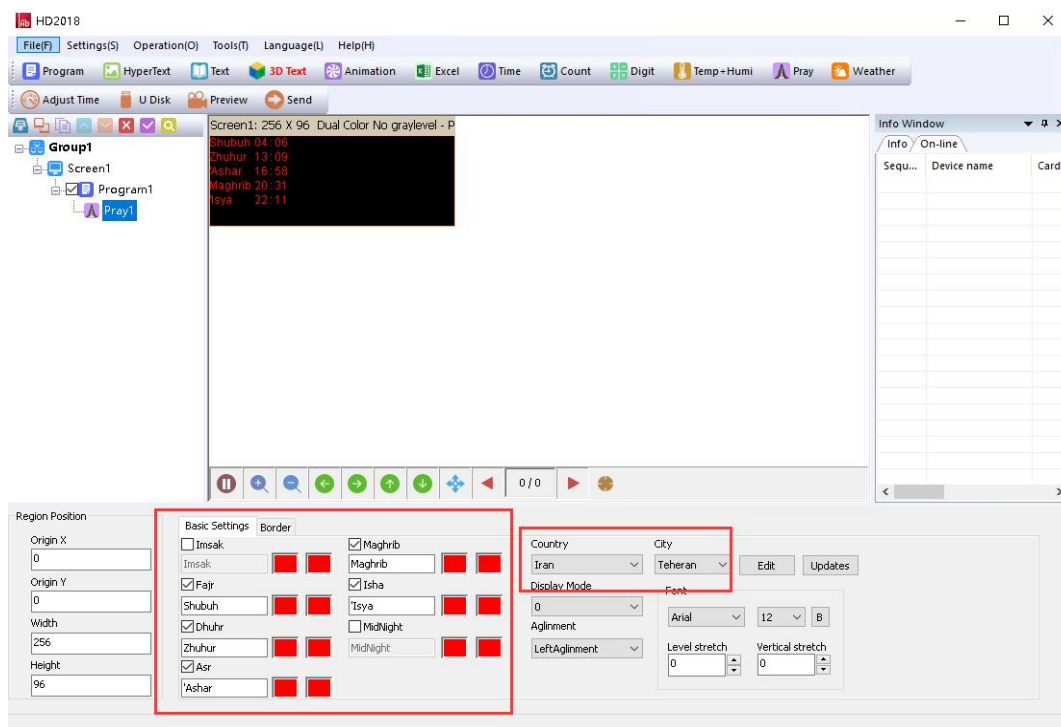 HD2018
File(F) Settings(S) Operation(O) Tools(T) Language(L) Help(H)
Program HyperText Text 3D Text Animation Excel Time Count Digit Temp+Humi Pray Weather
Adjust Time U Disk Preview Send
Group1
Screen1
Program1
Pray1
Screen1: 256 X 96 Dual Color No graylevel - P
Shubuh 04:06
Zhuhur 13:09
'Ashar 16:58
Maghrib 20:31
'Isya 22:11
0/0
Info Window
Info On-line
Sequ... Device name Card
Region Position
Origin X
0
Origin Y
0
Width
256
Height
96
Basic Settings Border
Imsak
Imsak
Fajr
Shubuh
Dhuhr
Zhuhur
Asr
'Ashar
Maghrib
Maghrib
Isha
'Isya
MidNight
MidNight
Country
Iran
City
Teheran
Edit Updates
Display Mode
0
Aglinment
LeftAglinment
Font
Arial 12 B
Level stretch
0
Vertical stretch
0